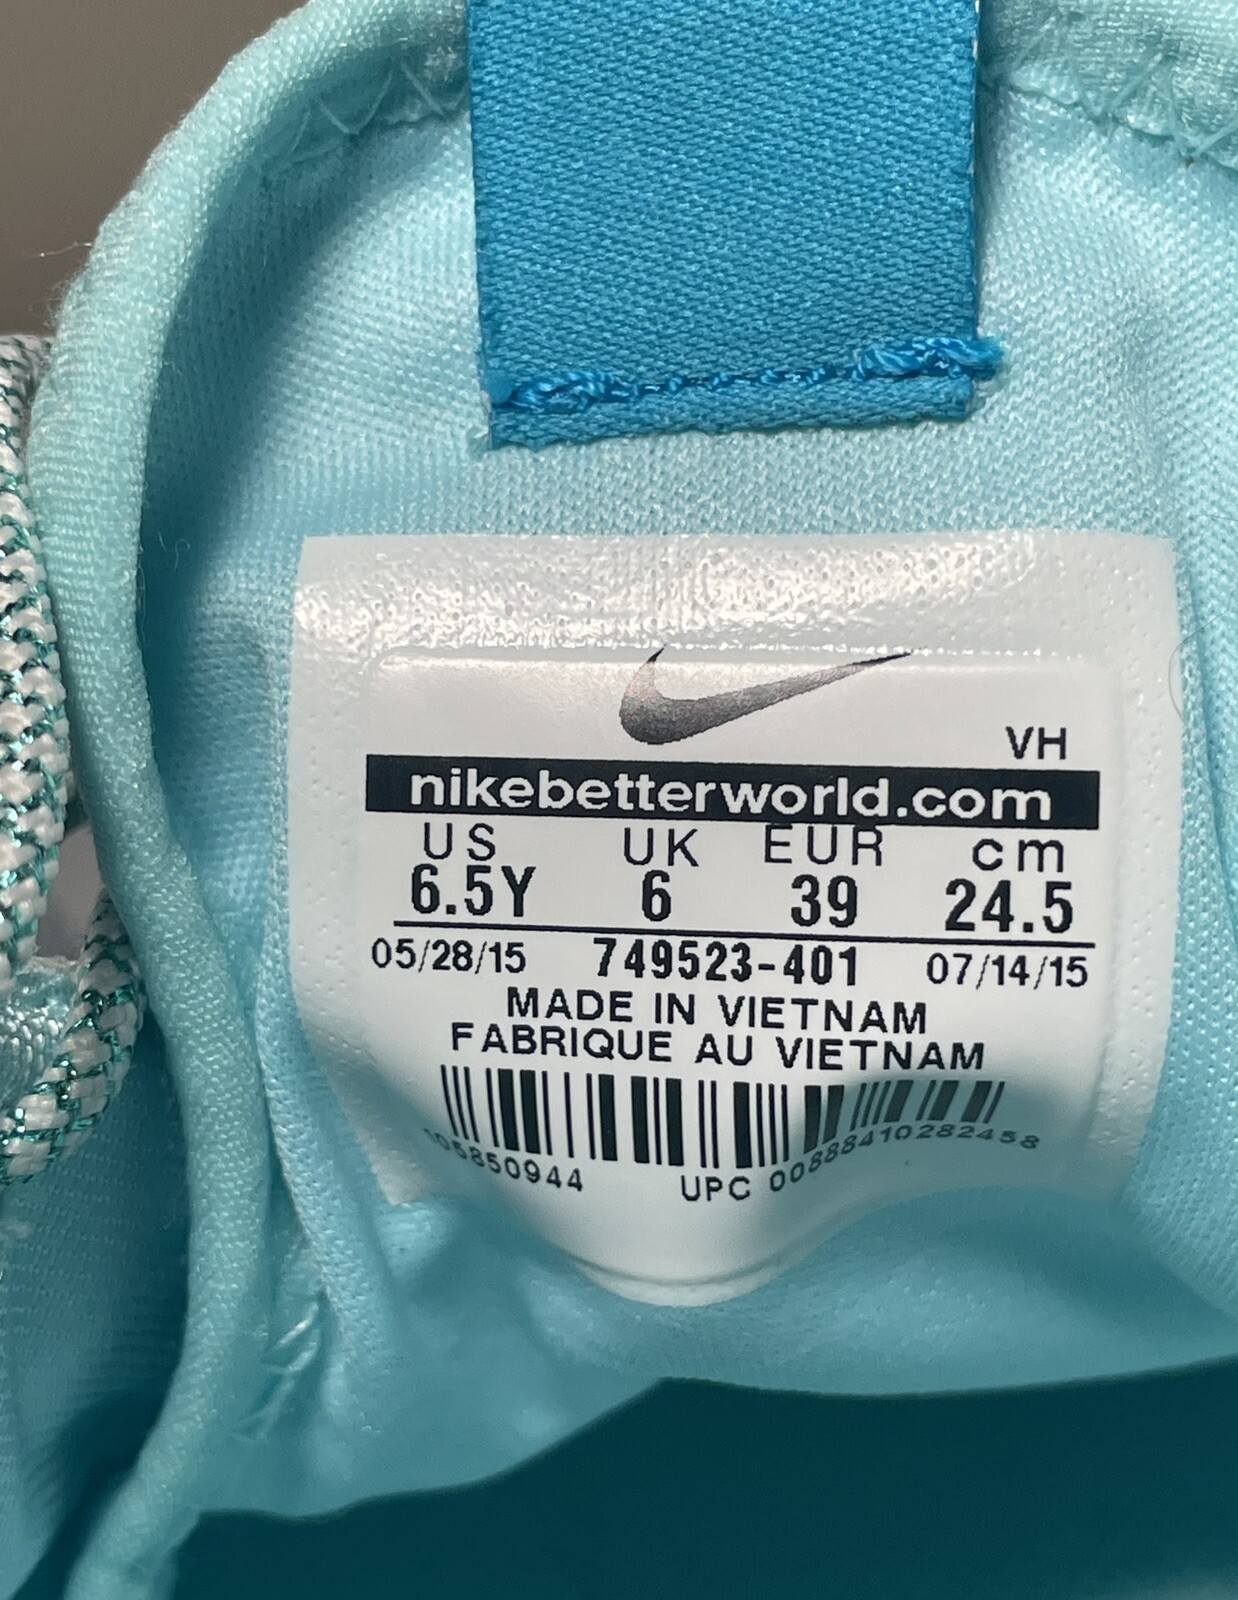 VH
nikebetterworld.com
US UK EUR cm
6.5Y 6 39 24.5
05/28/15 749523-401 07/14/15
MADE IN VIETNAM
FABRIQUE AU VIETNAM
UPC 00888410282458